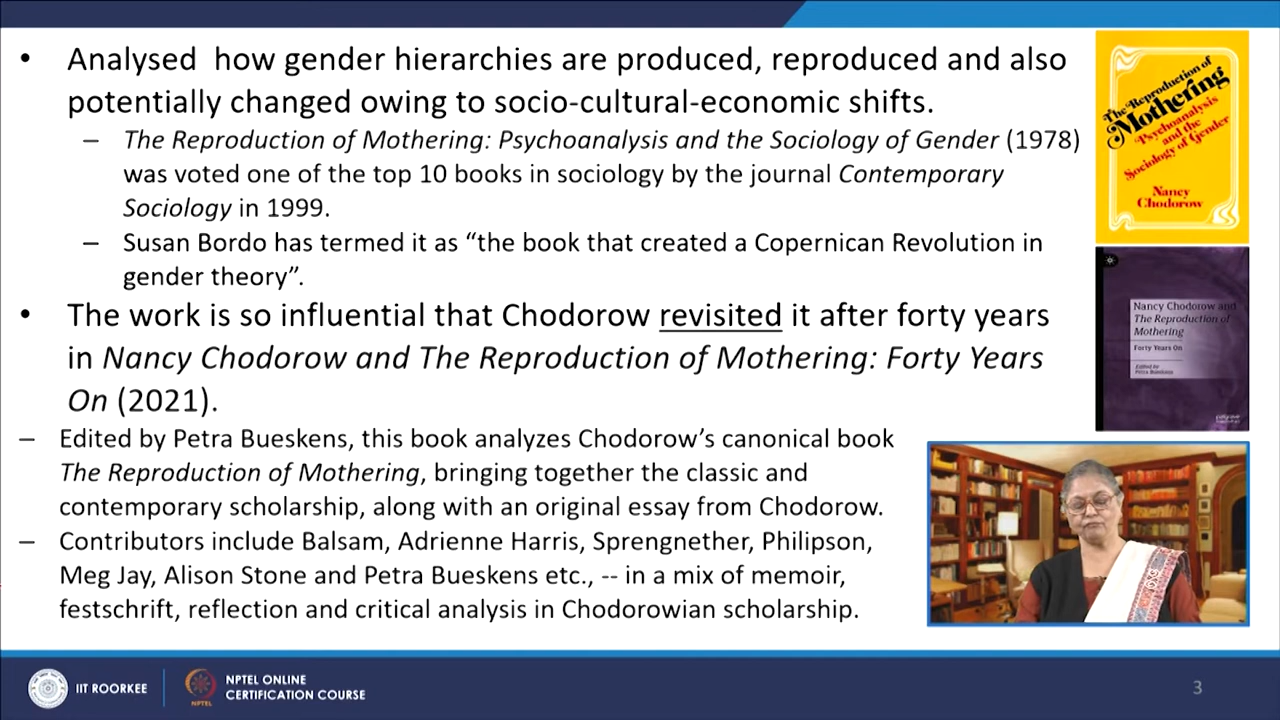 • Analysed how gender hierarchies are produced, reproduced and also
potentially changed owing to socio-cultural-economic shifts.
– The Reproduction of Mothering: Psychoanalysis and the Sociology of Gender (1978)
was voted one of the top 10 books in sociology by the journal Contemporary
Sociology in 1999.
– Susan Bordo has termed it as “the book that created a Copernican Revolution in
gender theory”.
• The work is so influential that Chodorow revisited it after forty years
in Nancy Chodorow and The Reproduction of Mothering: Forty Years
On (2021).
– Edited by Petra Bueskens, this book analyzes Chodorow’s canonical book
The Reproduction of Mothering, bringing together the classic and
contemporary scholarship, along with an original essay from Chodorow.
– Contributors include Balsam, Adrienne Harris, Sprengnether, Philipson,
Meg Jay, Alison Stone and Petra Bueskens etc., -- in a mix of memoir,
festschrift, reflection and critical analysis in Chodorowian scholarship.
The Reproduction of
Mothering
Psychoanalysis
and the
Sociology of Gender
Nancy
Chodorow
Nancy Chodorow and
The Reproduction of
Mothering
Forty Years On
Edited by
Petra Bueskens
IIT ROORKEE
NPTEL
NPTEL ONLINE
CERTIFICATION COURSE
3